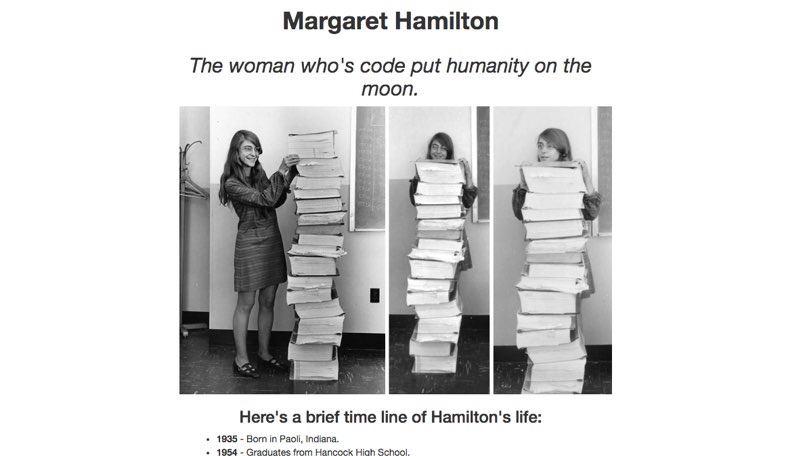 Margaret Hamilton
The woman who's code put humanity on the
moon.
Here's a brief time line of Hamilton's life:
• 1935 - Born in Paoli, Indiana.
• 1954 - Graduates from Hancock High School.